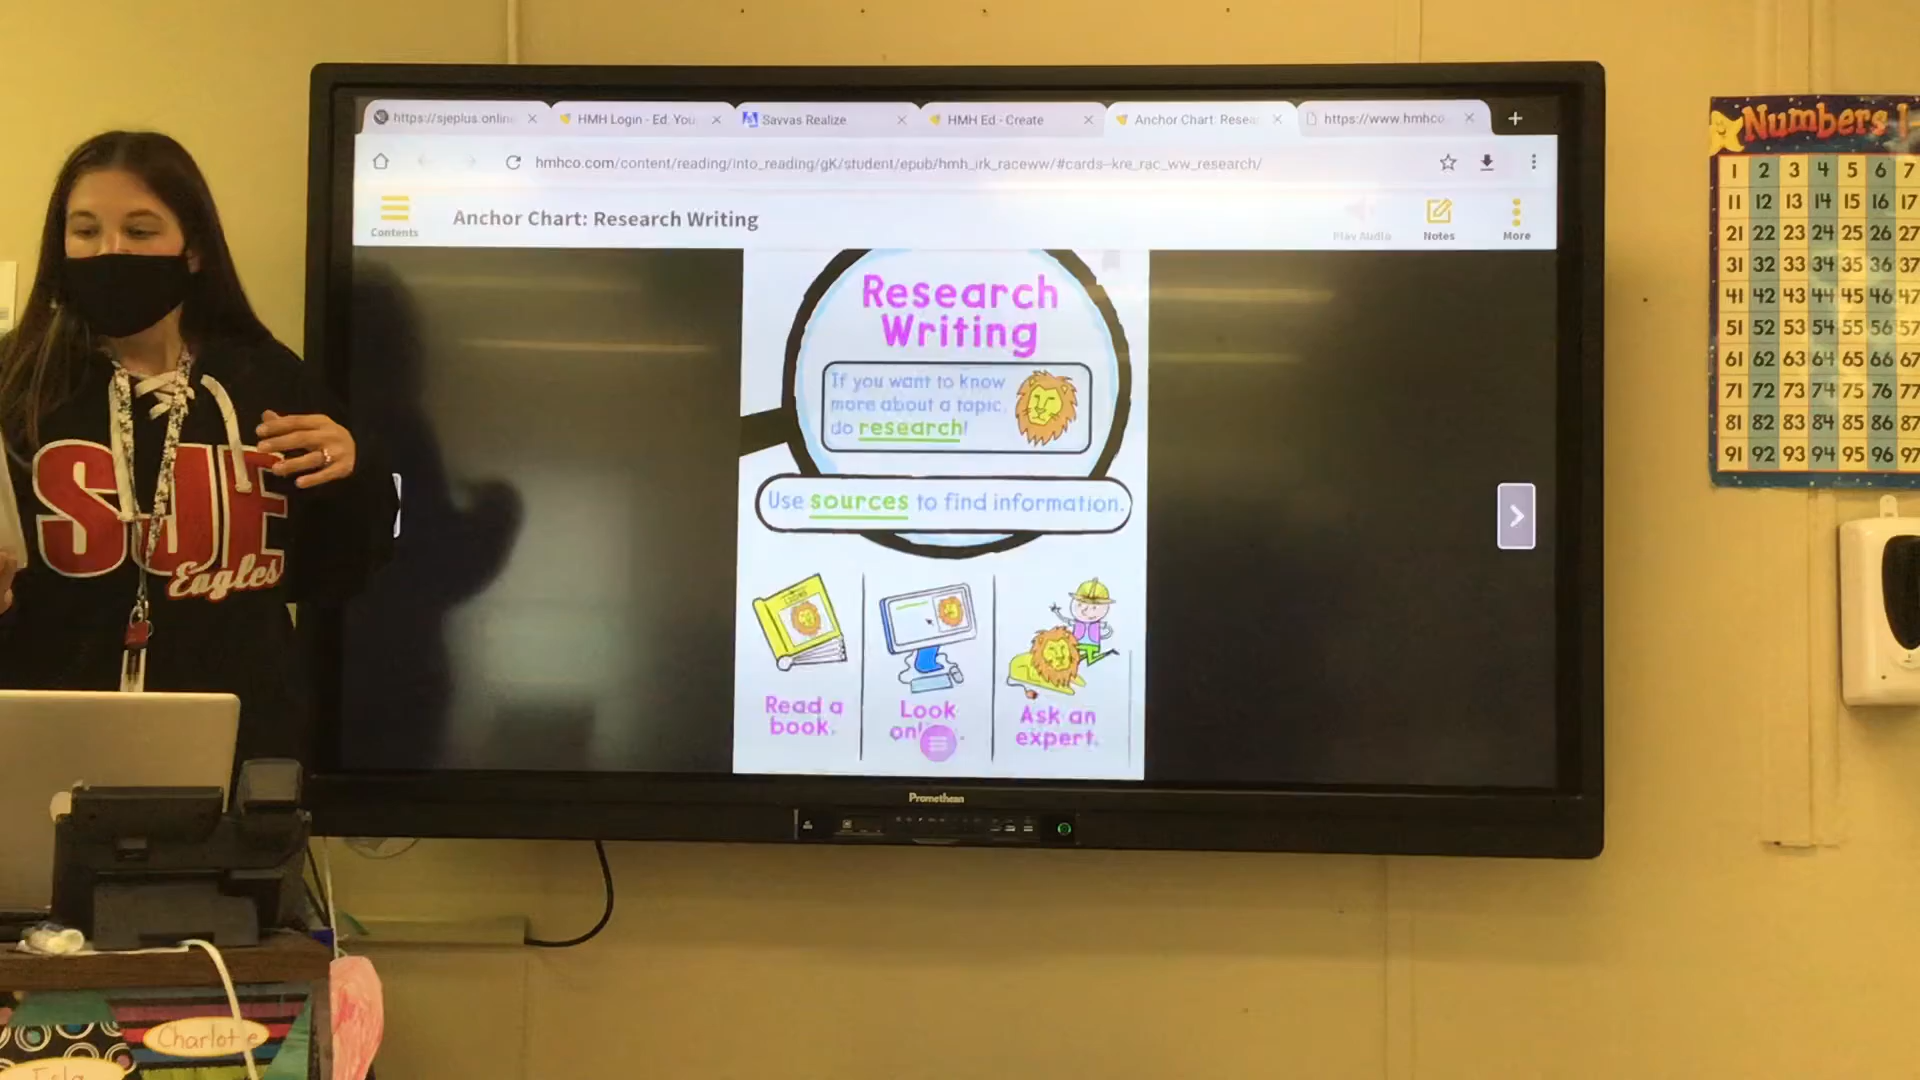 https://sjeplus.online
HMH Login - Ed: You
Savvas Realize
HMH Ed - Create
Anchor Chart: Resea
https://www.hmhco
hmhco.com/content/reading/into_reading/gK/student/epub/hmh_irk_raceww/#cards--kre_rac_ww_research/
Contents
Anchor Chart: Research Writing
Play Audio
Notes
More
Research
Writing
If you want to know
more about a topic,
do research!
Use sources to find information.
Read a
book.
Look
Ask an
expert.
Promethean
SJE
Eagles
Numbers 1-
1 2 3 4 5 6 7
11 12 13 14 15 16 17
21 22 23 24 25 26 27
31 32 33 34 35 36 37
41 42 43 44 45 46 47
51 52 53 54 55 56 57
61 62 63 64 65 66 67
71 72 73 74 75 76 77
81 82 83 84 85 86 87
91 92 93 94 95 96 97
Charlotte